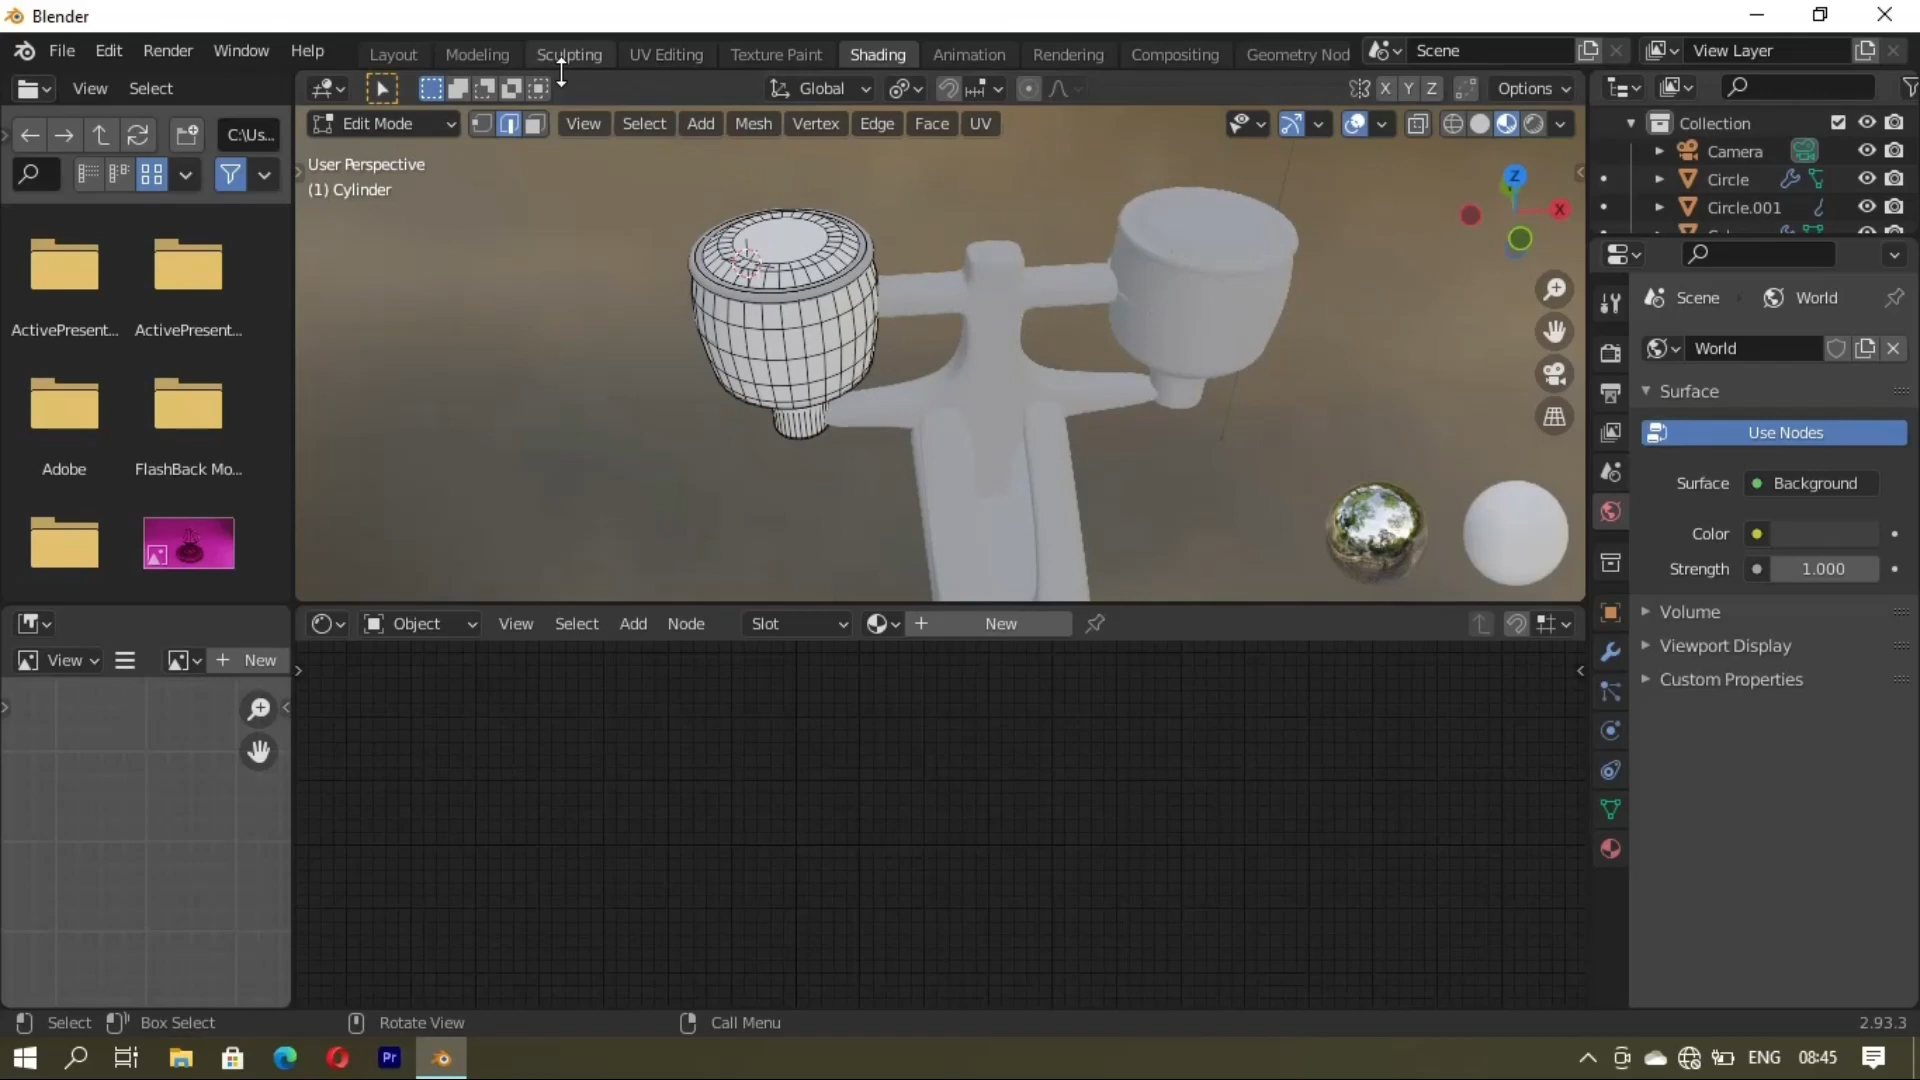 Blender
File Edit Render Window Help Layout Modeling Sculpting UV Editing Texture Paint Shading Animation Rendering Compositing Geometry Nod Scene View Layer
View Select Global X Y Z Options
C:\Us... Edit Mode View Select Add Mesh Vertex Edge Face UV Collection
User Perspective
(1) Cylinder
Z
X
Camera
Circle
Circle.001
ActivePresent... ActivePresent...
Scene World
World
Surface
Adobe FlashBack Mo...
Use Nodes
Surface Background
Color
Strength 1.000
Volume
Object View Select Add Node Slot New
Viewport Display
View New
Custom Properties
Select Box Select Rotate View Call Menu 2.93.3
Pr ENG 08:45